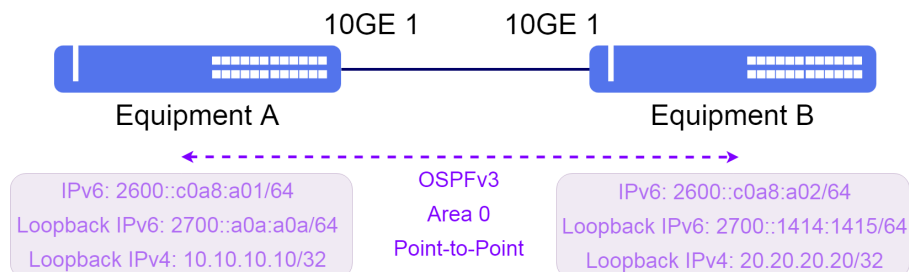 10GE 1
10GE 1
Equipment A
Equipment B
OSPFv3
Area 0
Point-to-Point
IPv6: 2600::c0a8:a01/64
Loopback IPv6: 2700::a0a:a0a/64
Loopback IPv4: 10.10.10.10/32
IPv6: 2600::c0a8:a02/64
Loopback IPv6: 2700::1414:1415/64
Loopback IPv4: 20.20.20.20/32